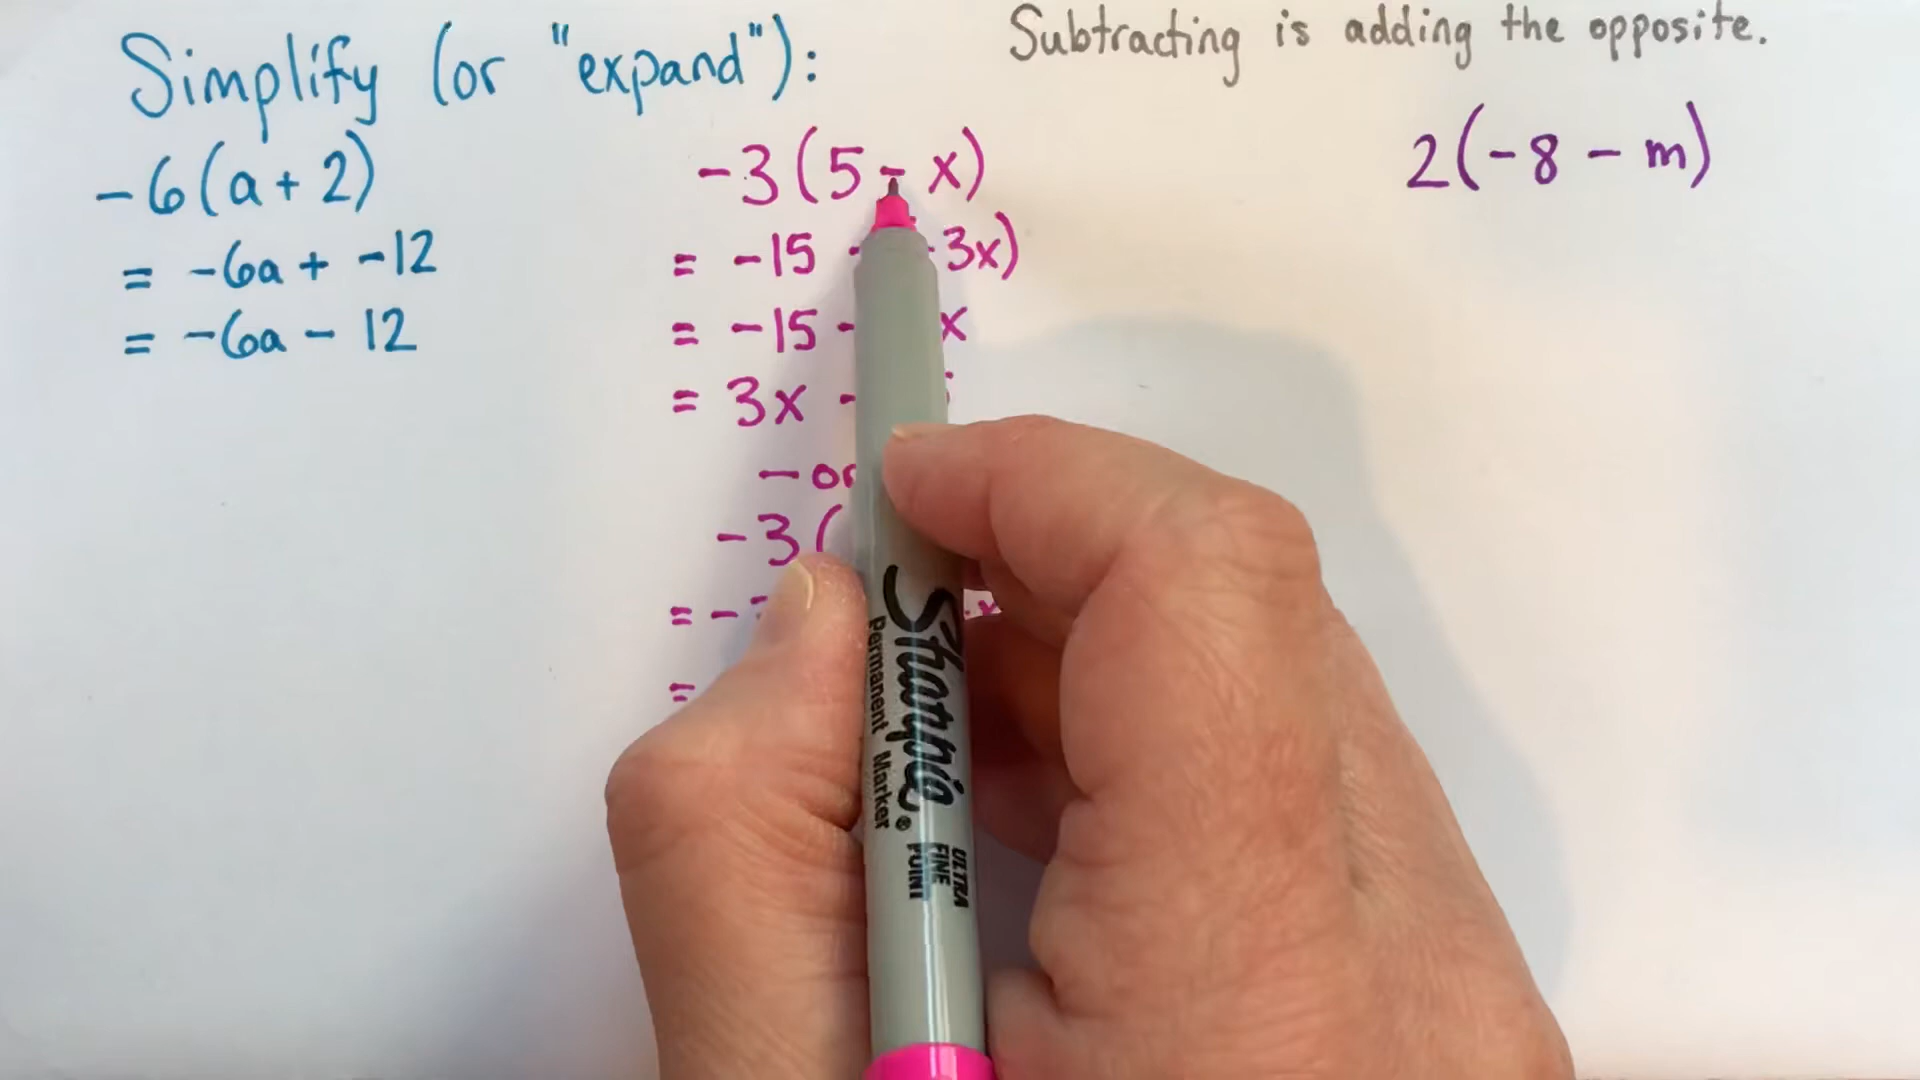 Simplify (or "expand"):
Subtracting is adding the opposite.
-6(a+2)
= -6a + -12
= -6a - 12
-3(5 - x)
= -15 - 3x)
= -15 - x
= 3x -
- or
-3(
= -
=
2(-8 - m)
Sharpie
Permanent Marker
ULTRA
FINE
POINT